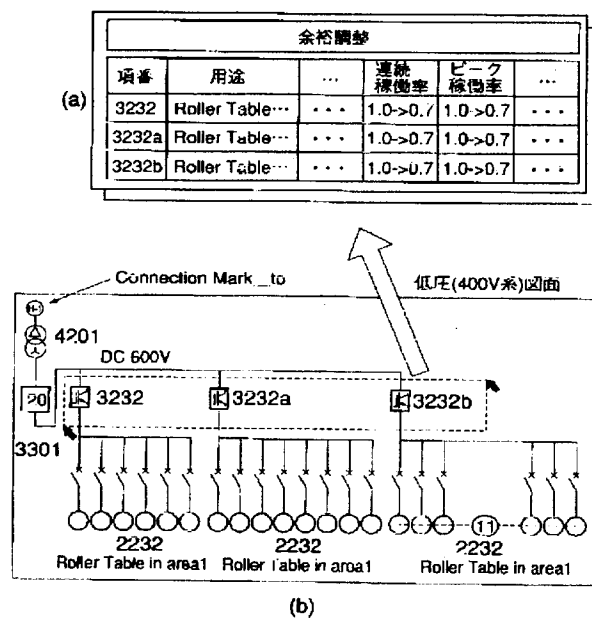 余裕調整
項番 用途 ... 連続稼働率 ピーク稼働率 ...
(a)
3232 Roller Table... ... 1.0->0.7 1.0->0.7 ...
3232a Roller Table... ... 1.0->0.7 1.0->0.7 ...
3232b Roller Table... ... 1.0->0.7 1.0->0.7 ...
Connection Mark _to
低圧(400V系)図面
H-1
4201
DC 600V
20
3232
3232a
3232b
3301
11
2232
2232
2232
Roller Table in area1
Roller Table in area1
Roller Table in area1
(b)